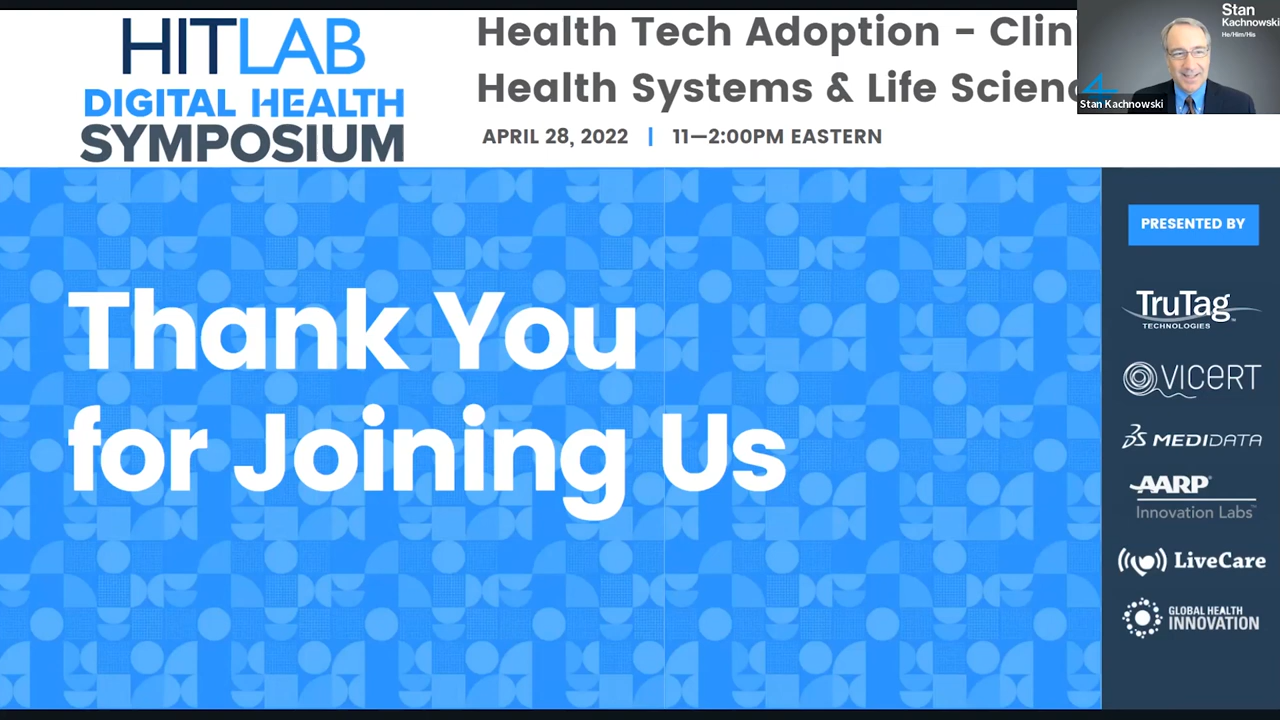 HITLAB
DIGITAL HEALTH
SYMPOSIUM
Health Tech Adoption - Clin
Health Systems & Life Scienc
APRIL 28, 2022 | 11—2:00PM EASTERN
Stan
Kachnowski
He/Him/His
Stan Kachnowski
Thank You
for Joining Us
PRESENTED BY
TruTag
TECHNOLOGIES
VICERT
MEDIDATA
AARP
Innovation Labs
LiveCare
GLOBAL HEALTH
INNOVATION